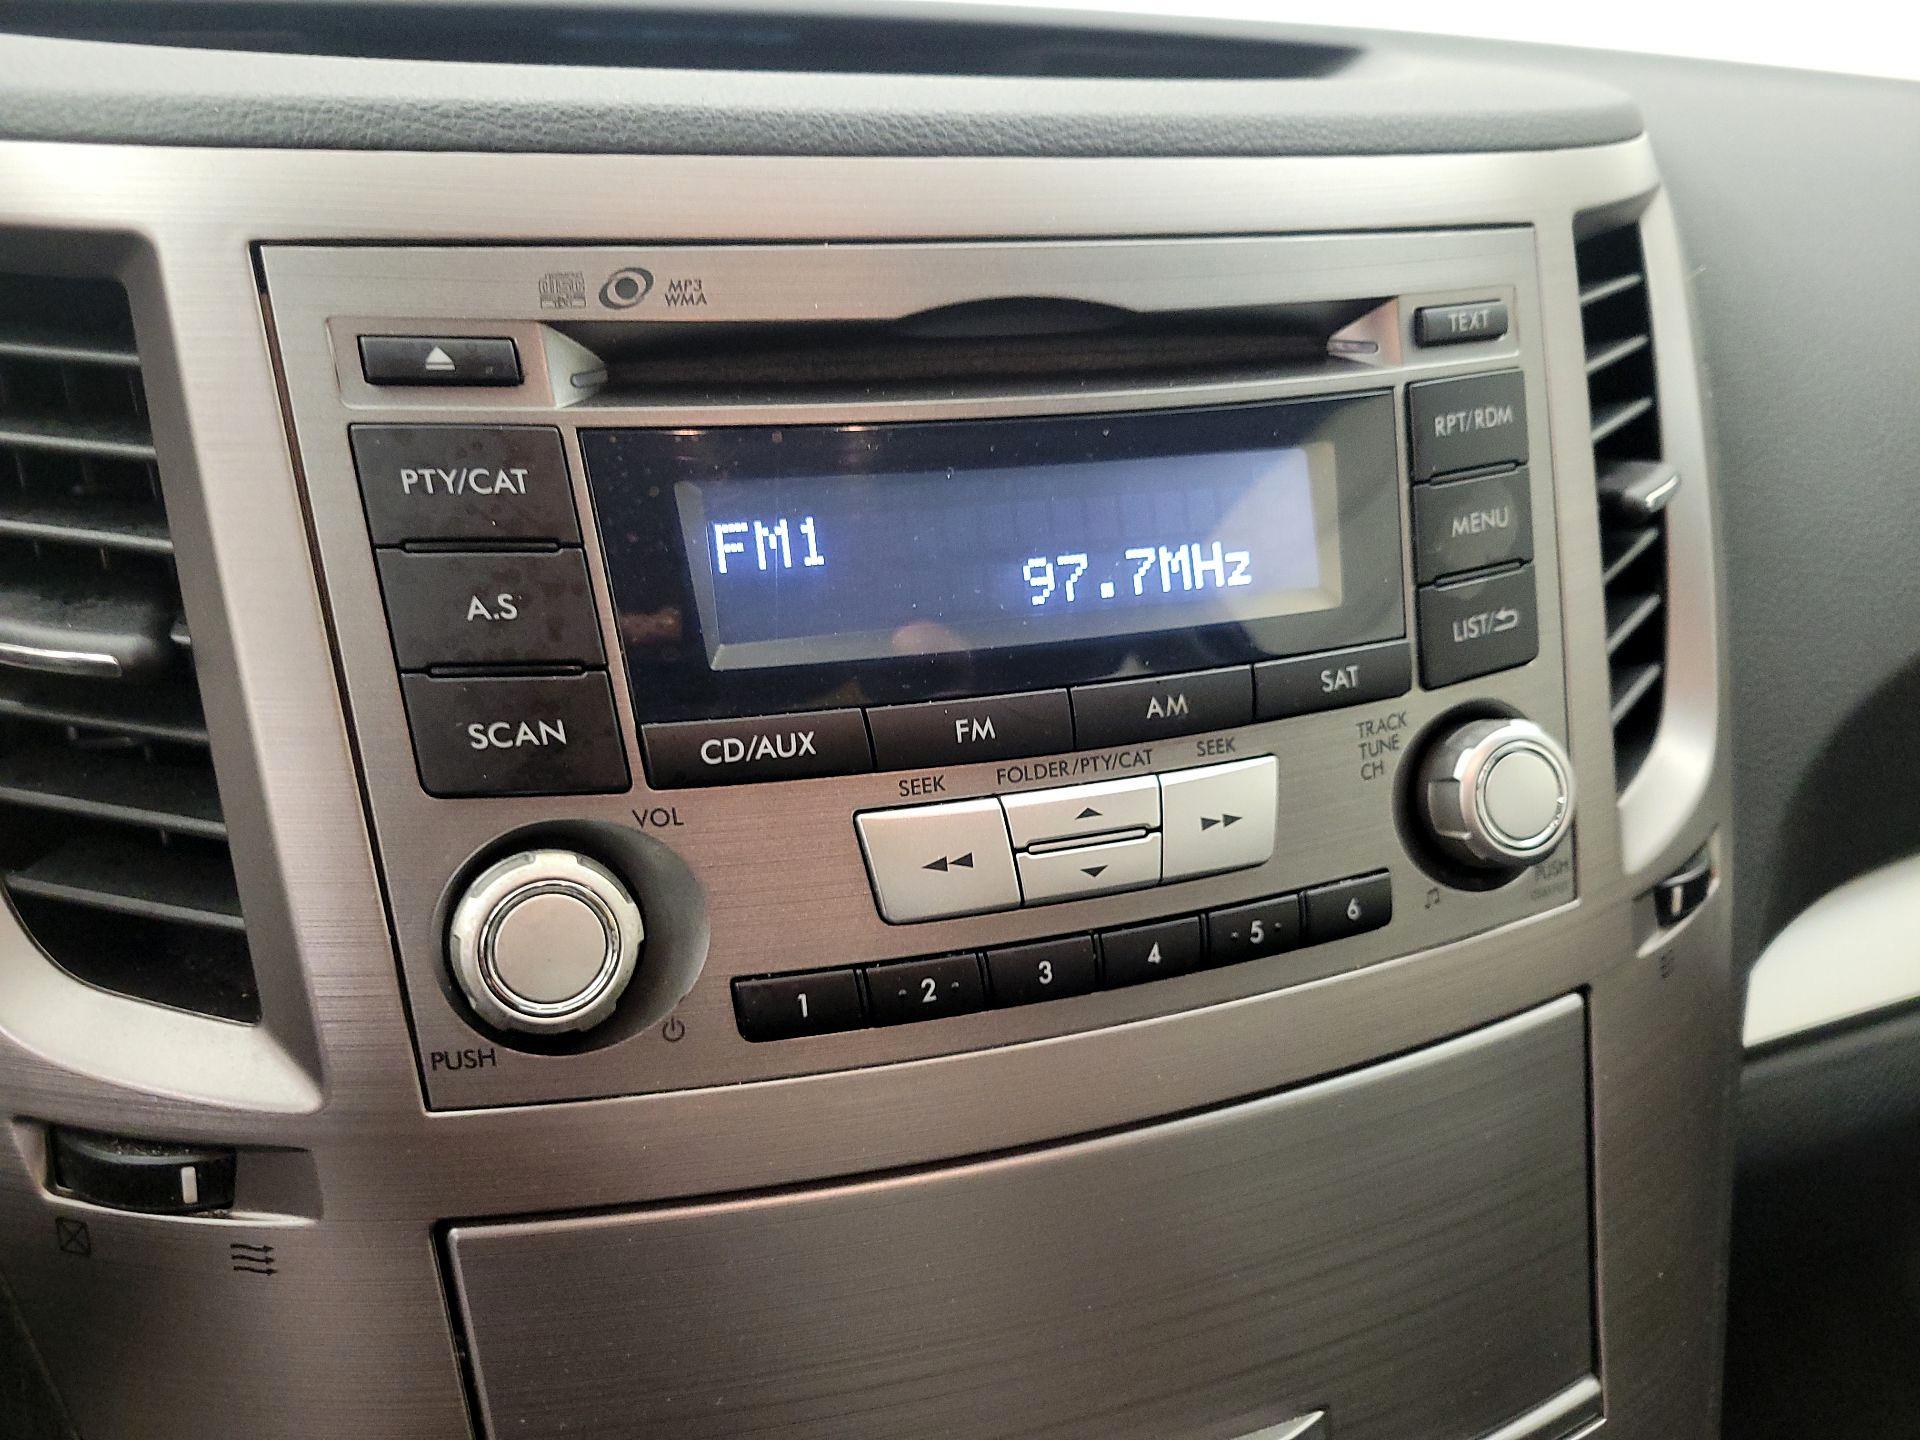 MP3
WMA
TEXT
PTY/CAT
RPT/RDM
FM1
97.7MHz
MENU
A.S
LIST/
SCAN
CD/AUX
FM
AM
SAT
SEEK
FOLDER/PTY/CAT
SEEK
TRACK
TUNE
CH
VOL
1
2
3
4
5
6
PUSH
PUSH